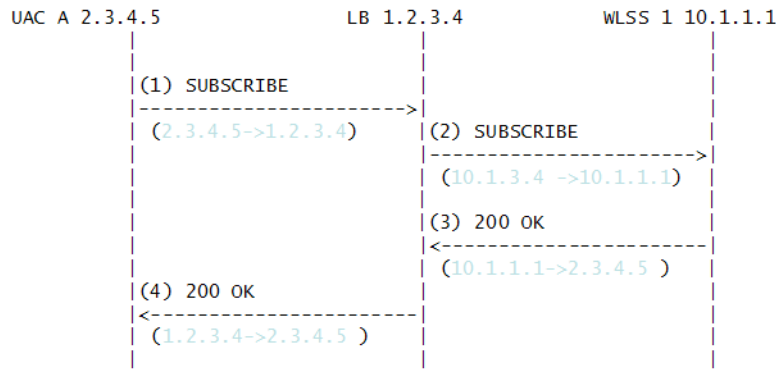 UAC A 2.3.4.5 LB 1.2.3.4 WLSS 1 10.1.1.1
(1) SUBSCRIBE
(2.3.4.5->1.2.3.4) (2) SUBSCRIBE
(10.1.3.4 ->10.1.1.1)
(3) 200 OK
(10.1.1.1->2.3.4.5 )
(4) 200 OK
(1.2.3.4->2.3.4.5 )